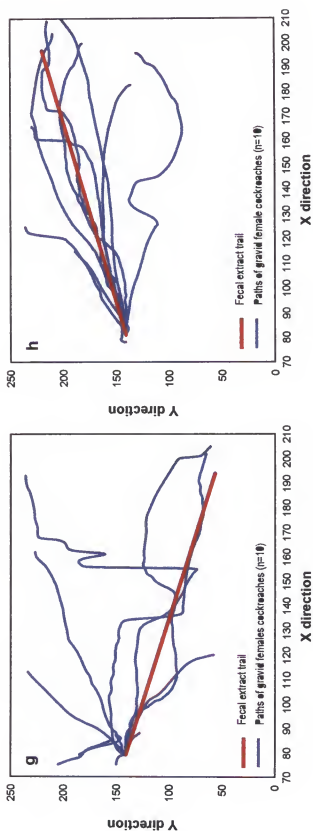 g
Y direction
250
200
150
100
50
0
Fecal extract trail
Paths of gravid females cockroaches (n=10)
70 80 90 100 110 120 130 140 150 160 170 180 190 200 210
X direction
h
Y direction
250
200
150
100
50
0
Fecal extract trail
Paths of gravid female cockroaches (n=10)
70 80 90 100 110 120 130 140 150 160 170 180 190 200 210
X direction